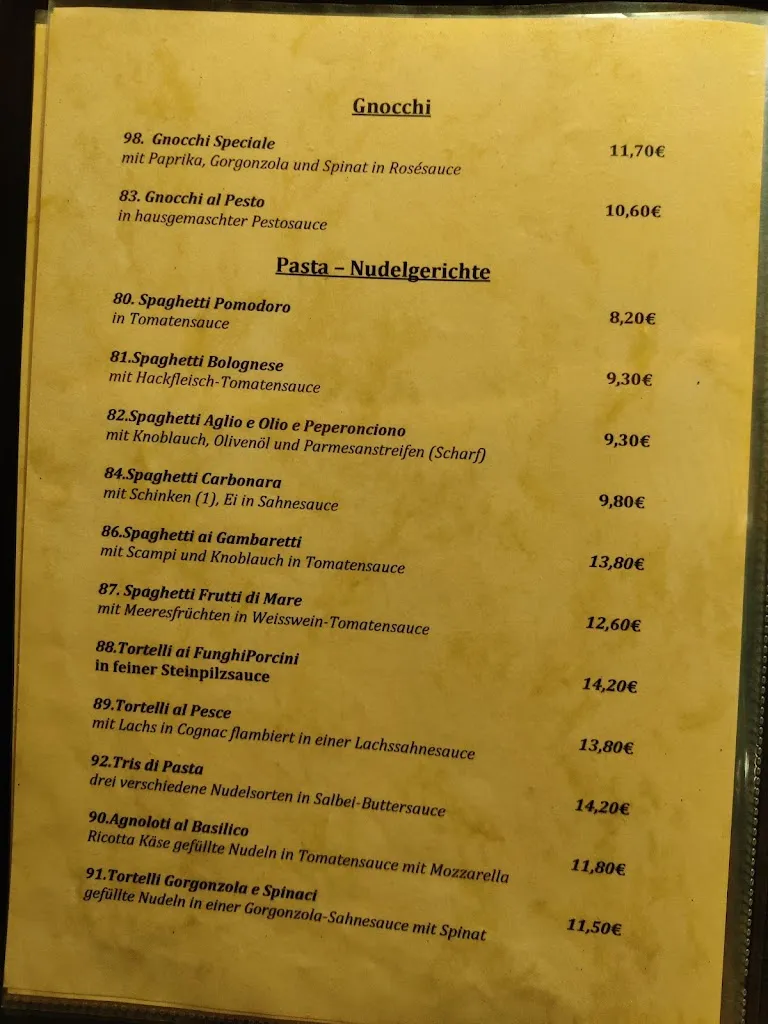 Gnocchi
98. Gnocchi Speciale
mit Paprika, Gorgonzola und Spinat in Rosésauce 11,70€
83. Gnocchi al Pesto
in hausgemaschter Pestosauce 10,60€
Pasta – Nudelgerichte
80. Spaghetti Pomodoro
in Tomatensauce 8,20€
81.Spaghetti Bolognese
mit Hackfleisch-Tomatensauce 9,30€
82.Spaghetti Aglio e Olio e Peperonciono
mit Knoblauch, Olivenöl und Parmesanstreifen (Scharf) 9,30€
84.Spaghetti Carbonara
mit Schinken (1), Ei in Sahnesauce 9,80€
86.Spaghetti ai Gambaretti
mit Scampi und Knoblauch in Tomatensauce 13,80€
87. Spaghetti Frutti di Mare
mit Meeresfrüchten in Weisswein-Tomatensauce 12,60€
88.Tortelli ai FunghiPorcini
in feiner Steinpilzsauce 14,20€
89.Tortelli al Pesce
mit Lachs in Cognac flambiert in einer Lachssahnesauce 13,80€
92.Tris di Pasta
drei verschiedene Nudelsorten in Salbei-Buttersauce 14,20€
90.Agnoloti al Basilico
Ricotta Käse gefüllte Nudeln in Tomatensauce mit Mozzarella 11,80€
91.Tortelli Gorgonzola e Spinaci
gefüllte Nudeln in einer Gorgonzola-Sahnesauce mit Spinat 11,50€